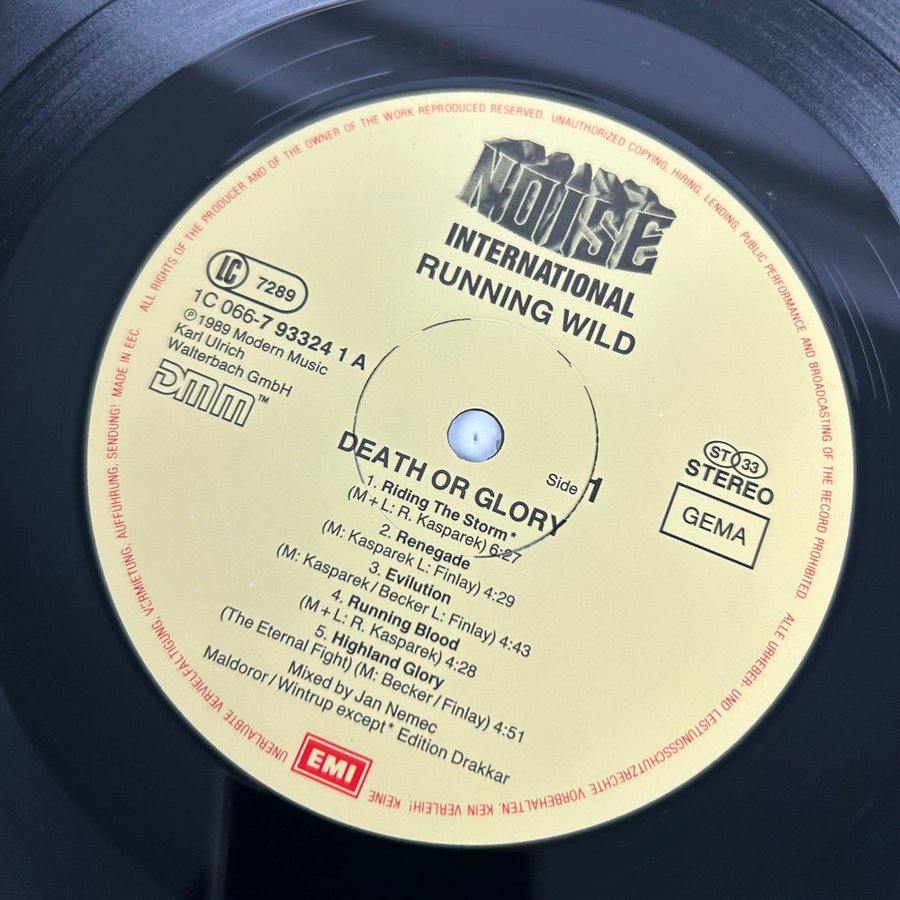 NOISE
INTERNATIONAL
RUNNING WILD
LC 7289
1C 066-7 93324 1 A
℗ 1989 Modern Music
Karl Ulrich
Walterbach GmbH
DMM™
Side 1
ST 33
STEREO
GEMA
DEATH OR GLORY
1. Riding The Storm*
(M + L: R. Kasparek) 6:27
2. Renegade
(M: Kasparek L: Finlay) 4:29
3. Evilution
(M: Kasparek / Becker L: Finlay) 4:43
4. Running Blood
(M + L: R. Kasparek) 4:28
5. Highland Glory
(The Eternal Fight) (M: Becker / Finlay) 4:51
Mixed by Jan Nemec
Maldoror / Wintrup except* Edition Drakkar
EMI
ALL RIGHTS OF THE PRODUCER AND OF THE OWNER OF THE WORK REPRODUCED RESERVED. UNAUTHORIZED COPYING, HIRING, LENDING, PUBLIC PERFORMANCE AND BROADCASTING OF THE RECORD PROHIBITED. ALLE URHEBER- UND LEISTUNGSSCHUTZRECHTE VORBEHALTEN. KEIN VERLEIH! KEINE UNERLAUBTE VERVIELFÄLTIGUNG, VERMIETUNG, AUFFÜHRUNG, SENDUNG! MADE IN EEC.